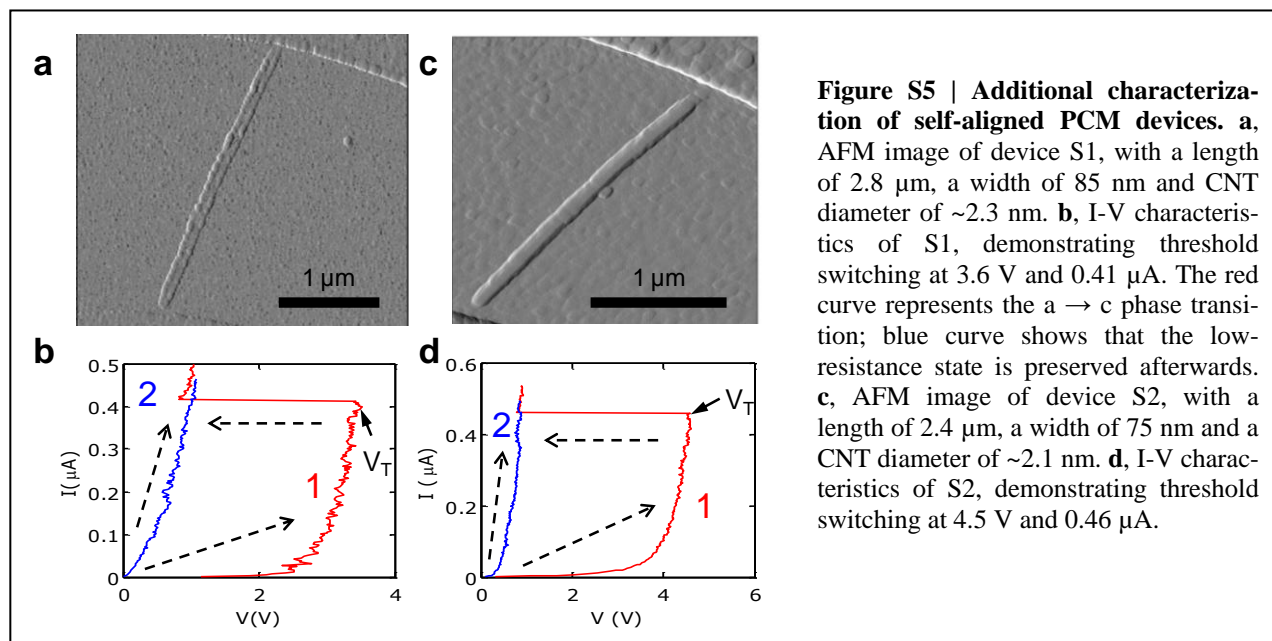 a
c
1 µm
1 µm
b
0.5
0.4
0.3
0.2
0.1
0
I(µA)
2
1
V_T
0
2
4
V(V)
d
0.6
0.4
0.2
0
I (µA)
2
1
V_T
0
2
4
6
V (V)
Figure S5 | Additional characteriza-
tion of self-aligned PCM devices. a,
AFM image of device S1, with a length
of 2.8 µm, a width of 85 nm and CNT
diameter of ~2.3 nm. b, I-V characteris-
tics of S1, demonstrating threshold
switching at 3.6 V and 0.41 µA. The red
curve represents the a → c phase transi-
tion; blue curve shows that the low-
resistance state is preserved afterwards.
c, AFM image of device S2, with a
length of 2.4 µm, a width of 75 nm and a
CNT diameter of ~2.1 nm. d, I-V charac-
teristics of S2, demonstrating threshold
switching at 4.5 V and 0.46 µA.